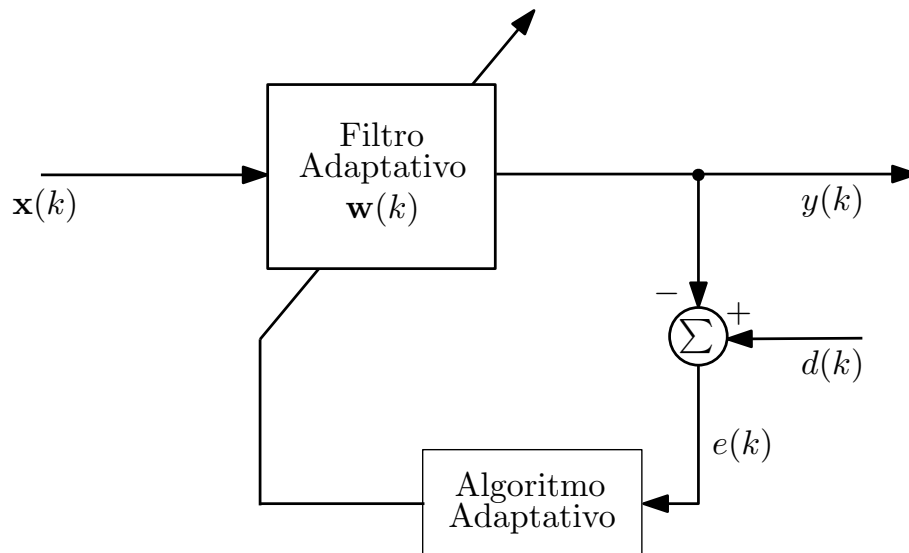 Filtro
Adaptativo
w(k)
x(k)
y(k)
−
+
∑
d(k)
e(k)
Algoritmo
Adaptativo